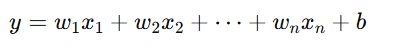 y = w₁x₁ + w₂x₂ + ⋯ + wₙxₙ + b